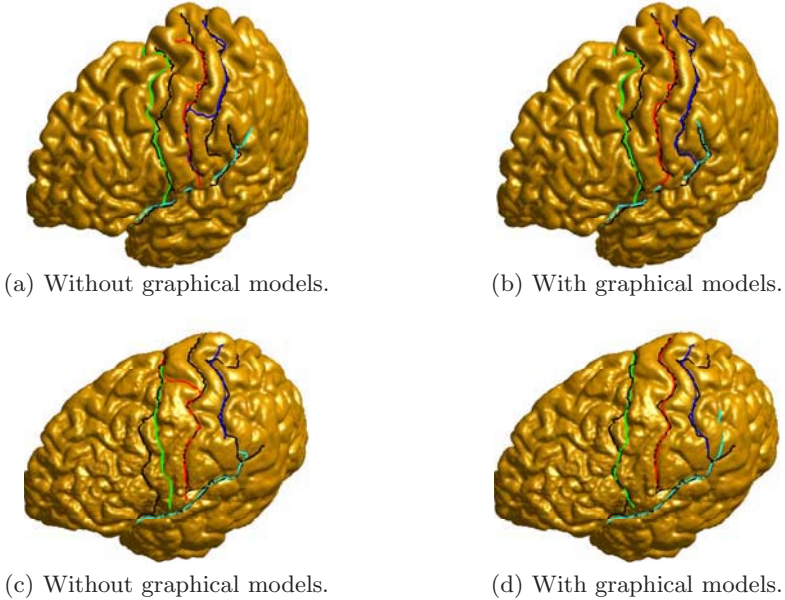 (a) Without graphical models.
(b) With graphical models.
(c) Without graphical models.
(d) With graphical models.